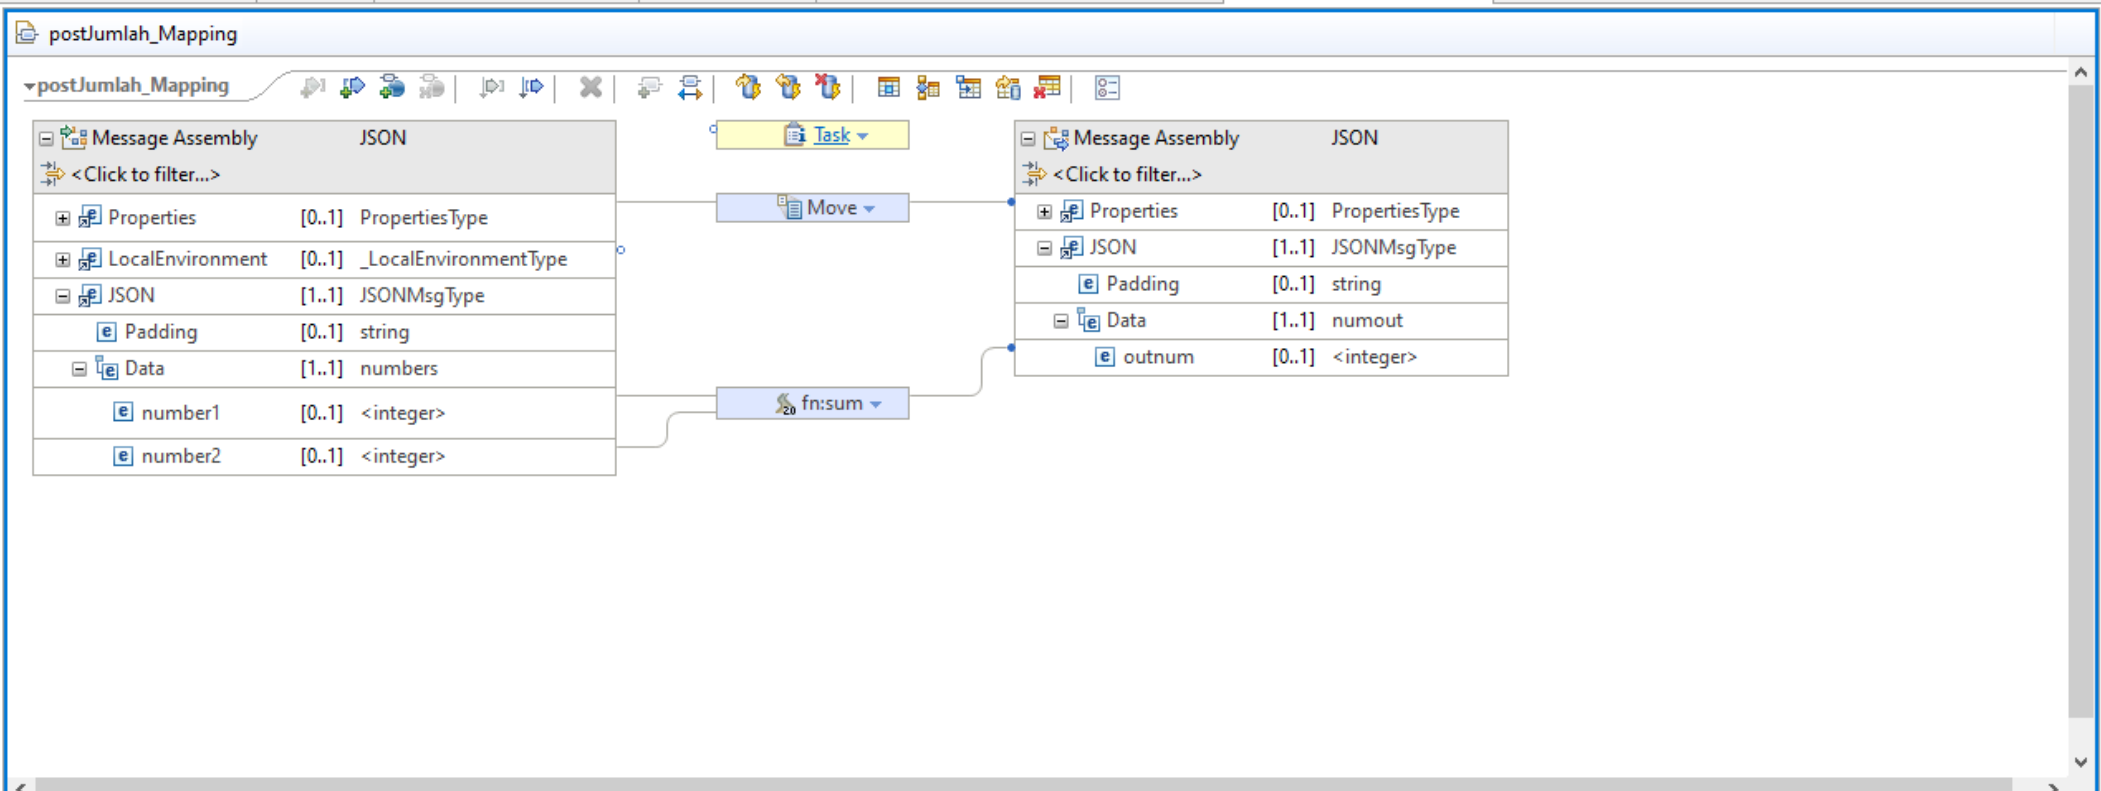 postJumlah_Mapping
postJumlah_Mapping
Message Assembly JSON
<Click to filter...>
Properties [0..1] PropertiesType
LocalEnvironment [0..1] _LocalEnvironmentType
JSON [1..1] JSONMsgType
Padding [0..1] string
Data [1..1] numbers
number1 [0..1] <integer>
number2 [0..1] <integer>
Task
Move
fn:sum
Message Assembly JSON
<Click to filter...>
Properties [0..1] PropertiesType
JSON [1..1] JSONMsgType
Padding [0..1] string
Data [1..1] numout
outnum [0..1] <integer>